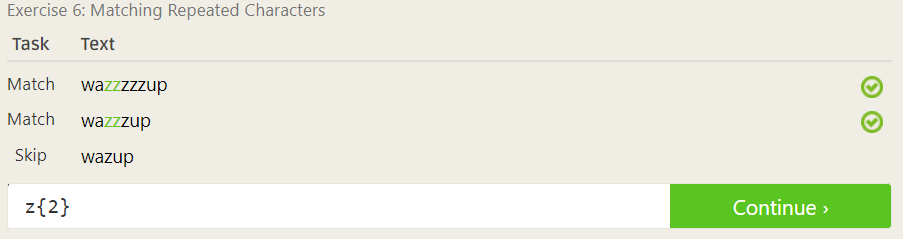 Exercise 6: Matching Repeated Characters
Task Text
Match wazzzzzup
Match wazzzup
Skip wazup
z{2} Continue ›